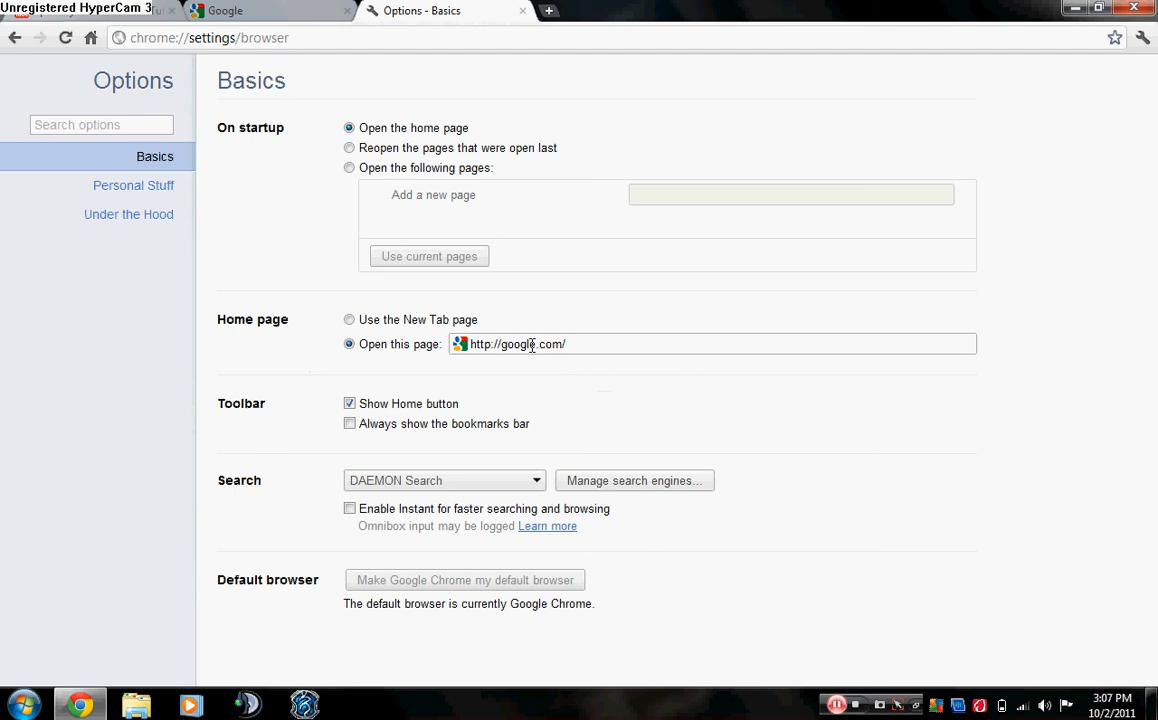 Unregistered HyperCam 3
Google
Options - Basics
chrome://settings/browser
Options
Basics
Search options
On startup
Open the home page
Reopen the pages that were open last
Basics
Open the following pages:
Personal Stuff
Add a new page
Under the Hood
Use current pages
Home page
Use the New Tab page
Open this page:
http://google.com/
Toolbar
Show Home button
Always show the bookmarks bar
Search
DAEMON Search
Manage search engines...
Enable Instant for faster searching and browsing
Omnibox input may be logged Learn more
Default browser
Make Google Chrome my default browser
The default browser is currently Google Chrome.
3:07 PM
10/2/2011